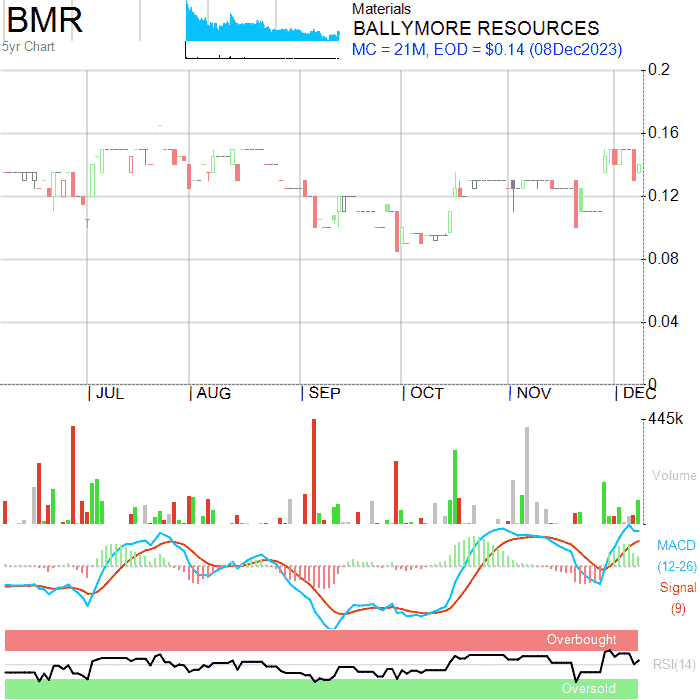 BMR
5yr Chart
Materials
BALLYMORE RESOURCES
MC = 21M, EOD = $0.14 (08Dec2023)
0.2
0.16
0.12
0.08
0.04
0
JUL AUG SEP OCT NOV DEC
445k
Volume
MACD
(12-26)
Signal
(9)
Overbought
RSI(14)
Oversold